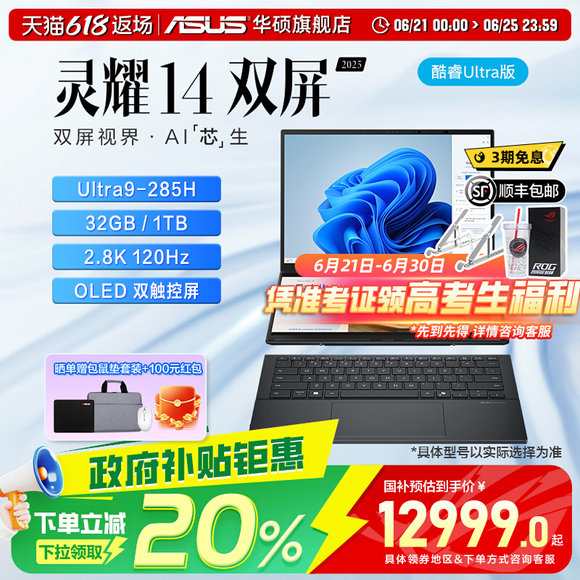 天猫618返场
ASUS 华硕旗舰店
06/21 00:00 > 06/25 23:59
灵耀 14 双屏 2025
酷睿Ultra版
双屏视界·AI「芯」生
3期免息
Ultra9-285H
SF 顺丰包邮
32GB / 1TB
2.8K 120Hz
ROG
6月21日-6月30日
OLED 双触控屏
凭准考证领高考生福利
*先到先得 详情咨询客服
晒单赠包鼠垫套装+100元红包
*具体型号以实际选择为准
政府补贴钜惠
下单立减
下拉领取
20%
国补预估到手价 ¥
12999.0起
具体领券地区&下单方式咨询客服